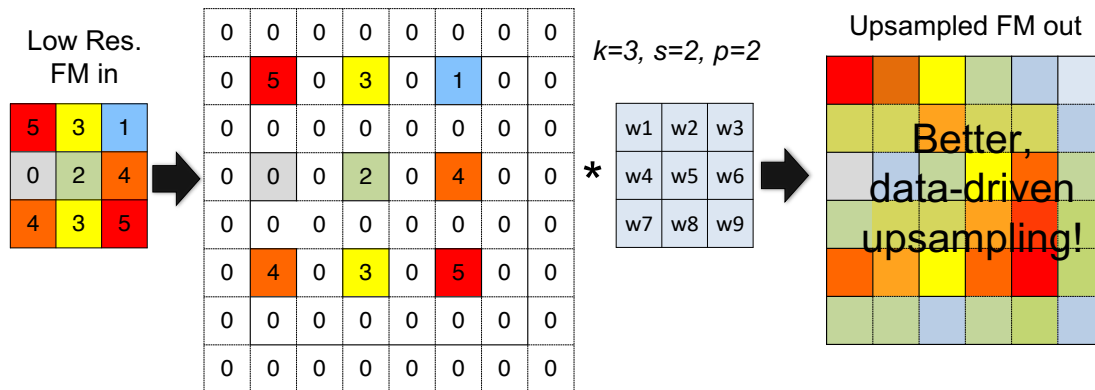 Low Res.
FM in
5 3 1
0 2 4
4 3 5
0 0 0 0 0 0 0 0
0 5 0 3 0 1 0 0
0 0 0 0 0 0 0 0
0 0 0 2 0 4 0 0
0 0 0 0 0 0 0 0
0 4 0 3 0 5 0 0
0 0 0 0 0 0 0 0
0 0 0 0 0 0 0 0
k=3, s=2, p=2
*
w1 w2 w3
w4 w5 w6
w7 w8 w9
Upsampled FM out
Better,
data-driven
upsampling!